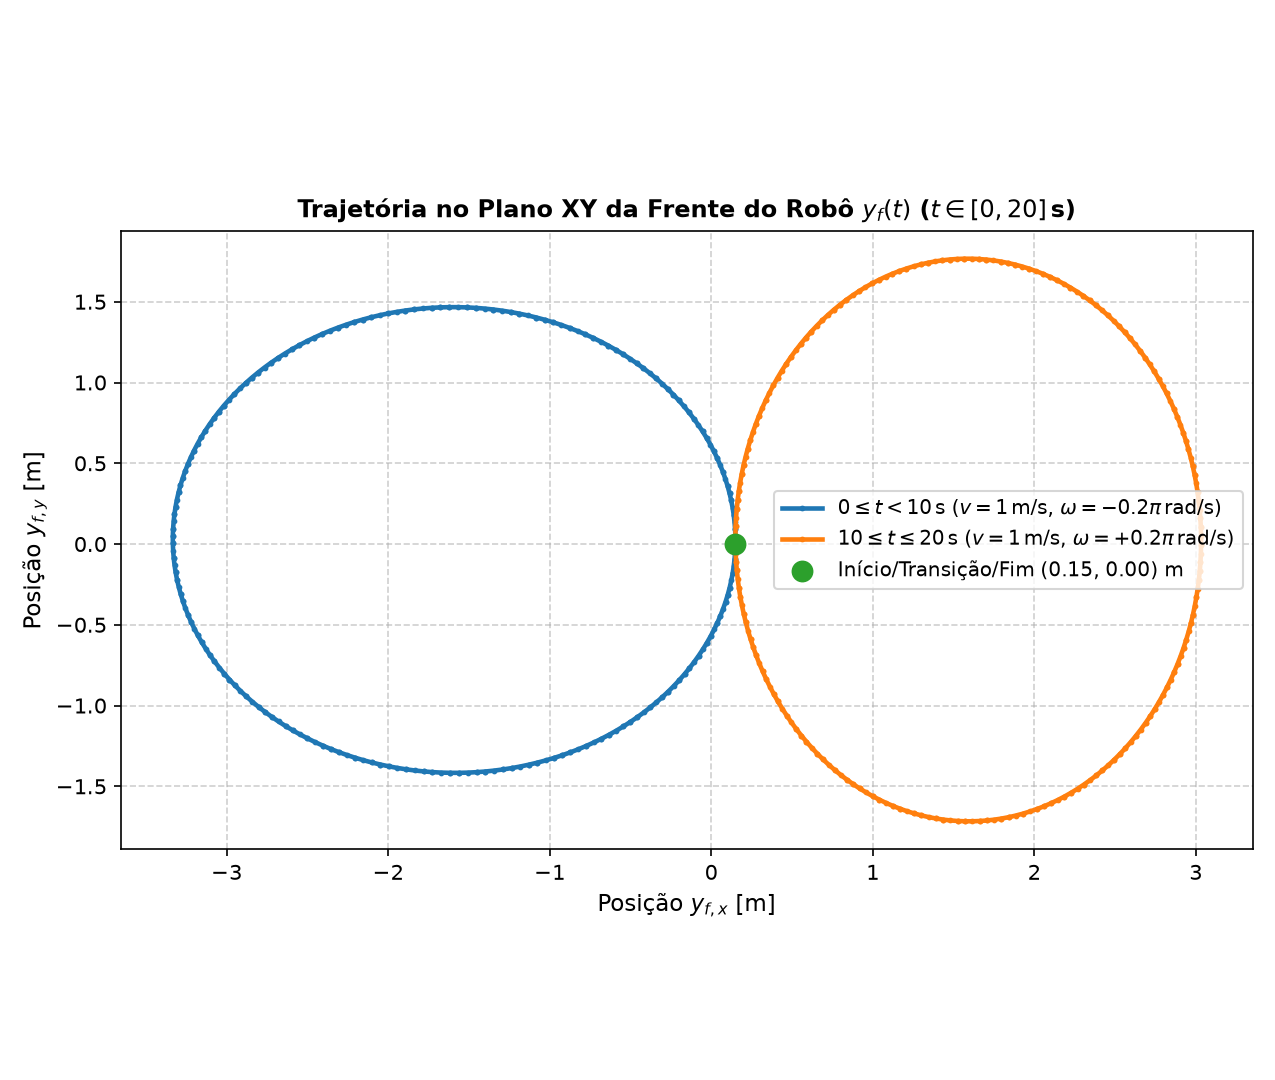 Trajetória no Plano XY da Frente do Robô y_f(t) (t ∈ [0, 20] s)
Posição y_{f,y} [m]
1.5
1.0
0.5
0.0
−0.5
−1.0
−1.5
0 ≤ t < 10 s (v = 1 m/s, ω = −0.2π rad/s)
10 ≤ t ≤ 20 s (v = 1 m/s, ω = +0.2π rad/s)
Início/Transição/Fim (0.15, 0.00) m
−3 −2 −1 0 1 2 3
Posição y_{f,x} [m]